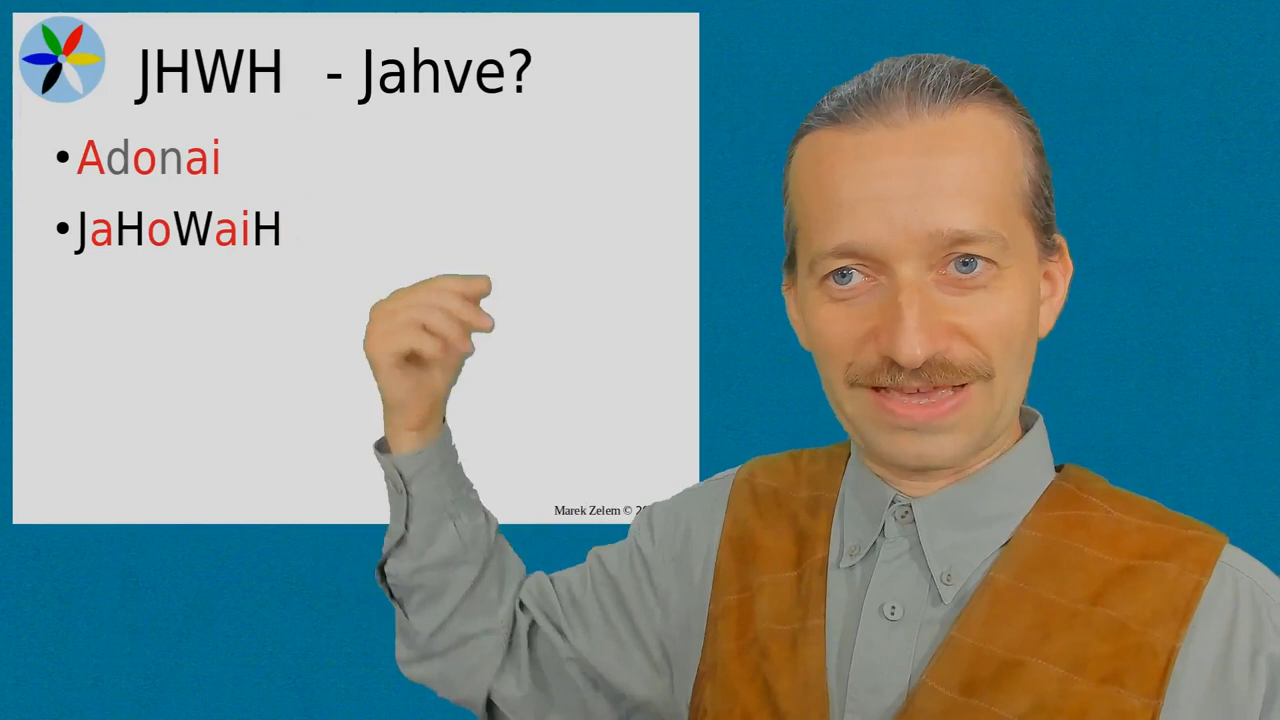 JHWH - Jahve?
• Adonai
• JaHoWaiH
Marek Zelem ©